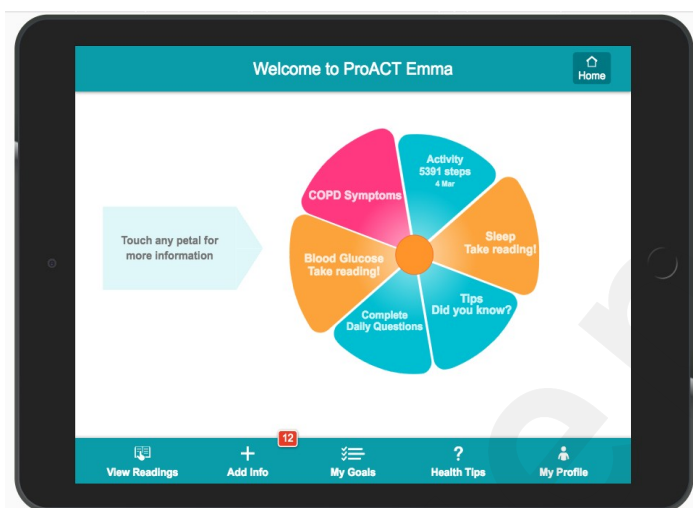 Welcome to ProACT Emma
Home
Touch any petal for
more information
COPD Symptoms
Activity
5391 steps
4 Mar
Sleep
Take reading!
Blood Glucose
Take reading!
Tips
Did you know?
Complete
Daily Questions
12
View Readings
Add Info
My Goals
Health Tips
My Profile